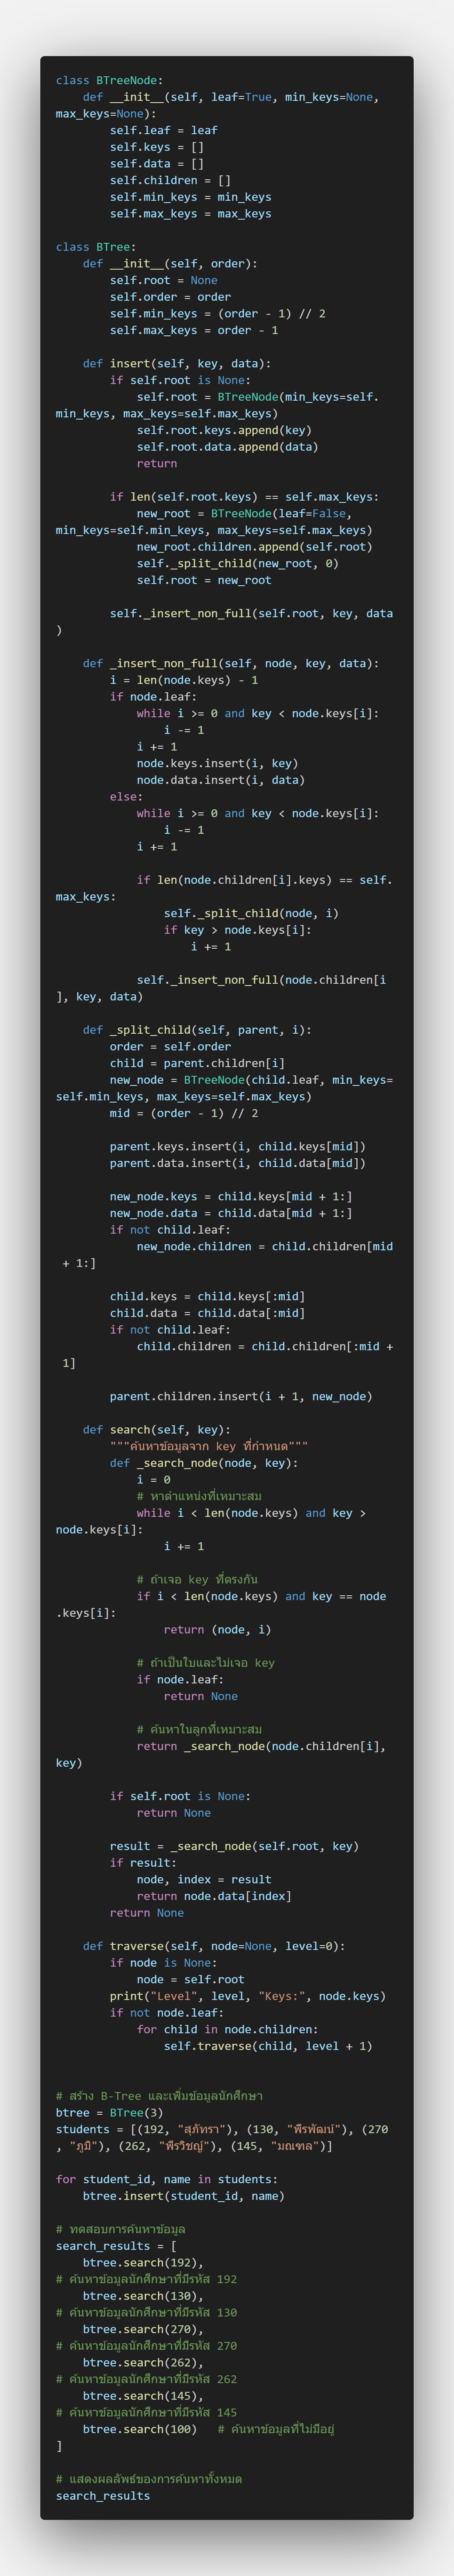 class BTreeNode:
    def __init__(self, leaf=True, min_keys=None,
max_keys=None):
        self.leaf = leaf
        self.keys = []
        self.data = []
        self.children = []
        self.min_keys = min_keys
        self.max_keys = max_keys

class BTree:
    def __init__(self, order):
        self.root = None
        self.order = order
        self.min_keys = (order - 1) // 2
        self.max_keys = order - 1

    def insert(self, key, data):
        if self.root is None:
            self.root = BTreeNode(min_keys=self.
min_keys, max_keys=self.max_keys)
            self.root.keys.append(key)
            self.root.data.append(data)
            return

        if len(self.root.keys) == self.max_keys:
            new_root = BTreeNode(leaf=False,
min_keys=self.min_keys, max_keys=self.max_keys)
            new_root.children.append(self.root)
            self._split_child(new_root, 0)
            self.root = new_root

        self._insert_non_full(self.root, key, data
)

    def _insert_non_full(self, node, key, data):
        i = len(node.keys) - 1
        if node.leaf:
            while i >= 0 and key < node.keys[i]:
                i -= 1
            i += 1
            node.keys.insert(i, key)
            node.data.insert(i, data)
        else:
            while i >= 0 and key < node.keys[i]:
                i -= 1
            i += 1

            if len(node.children[i].keys) == self.
max_keys:
                self._split_child(node, i)
                if key > node.keys[i]:
                    i += 1

            self._insert_non_full(node.children[i
], key, data)

    def _split_child(self, parent, i):
        order = self.order
        child = parent.children[i]
        new_node = BTreeNode(child.leaf, min_keys=
self.min_keys, max_keys=self.max_keys)
        mid = (order - 1) // 2

        parent.keys.insert(i, child.keys[mid])
        parent.data.insert(i, child.data[mid])

        new_node.keys = child.keys[mid + 1:]
        new_node.data = child.data[mid + 1:]
        if not child.leaf:
            new_node.children = child.children[mid
 + 1:]

        child.keys = child.keys[:mid]
        child.data = child.data[:mid]
        if not child.leaf:
            child.children = child.children[:mid +
 1]

        parent.children.insert(i + 1, new_node)

    def search(self, key):
        """ค้นหาข้อมูลจาก key ที่กำหนด"""
        def _search_node(node, key):
            i = 0
            # หาตำแหน่งที่เหมาะสม
            while i < len(node.keys) and key >
node.keys[i]:
                i += 1

            # ถ้าเจอ key ที่ตรงกัน
            if i < len(node.keys) and key == node
.keys[i]:
                return (node, i)

            # ถ้าเป็นใบและไม่เจอ key
            if node.leaf:
                return None

            # ค้นหาในลูกที่เหมาะสม
            return _search_node(node.children[i],
key)

        if self.root is None:
            return None

        result = _search_node(self.root, key)
        if result:
            node, index = result
            return node.data[index]
        return None

    def traverse(self, node=None, level=0):
        if node is None:
            node = self.root
        print("Level", level, "Keys:", node.keys)
        if not node.leaf:
            for child in node.children:
                self.traverse(child, level + 1)


# สร้าง B-Tree และเพิ่มข้อมูลนักศึกษา
btree = BTree(3)
students = [(192, "สุภัทรา"), (130, "พีรพัฒน์"), (270
, "ภูมิ"), (262, "พีรวิชญ์"), (145, "มณฑล")]

for student_id, name in students:
    btree.insert(student_id, name)

# ทดสอบการค้นหาข้อมูล
search_results = [
    btree.search(192),
# ค้นหาข้อมูลนักศึกษาที่มีรหัส 192
    btree.search(130),
# ค้นหาข้อมูลนักศึกษาที่มีรหัส 130
    btree.search(270),
# ค้นหาข้อมูลนักศึกษาที่มีรหัส 270
    btree.search(262),
# ค้นหาข้อมูลนักศึกษาที่มีรหัส 262
    btree.search(145),
# ค้นหาข้อมูลนักศึกษาที่มีรหัส 145
    btree.search(100)   # ค้นหาข้อมูลที่ไม่มีอยู่
]

# แสดงผลลัพธ์ของการค้นหาทั้งหมด
search_results